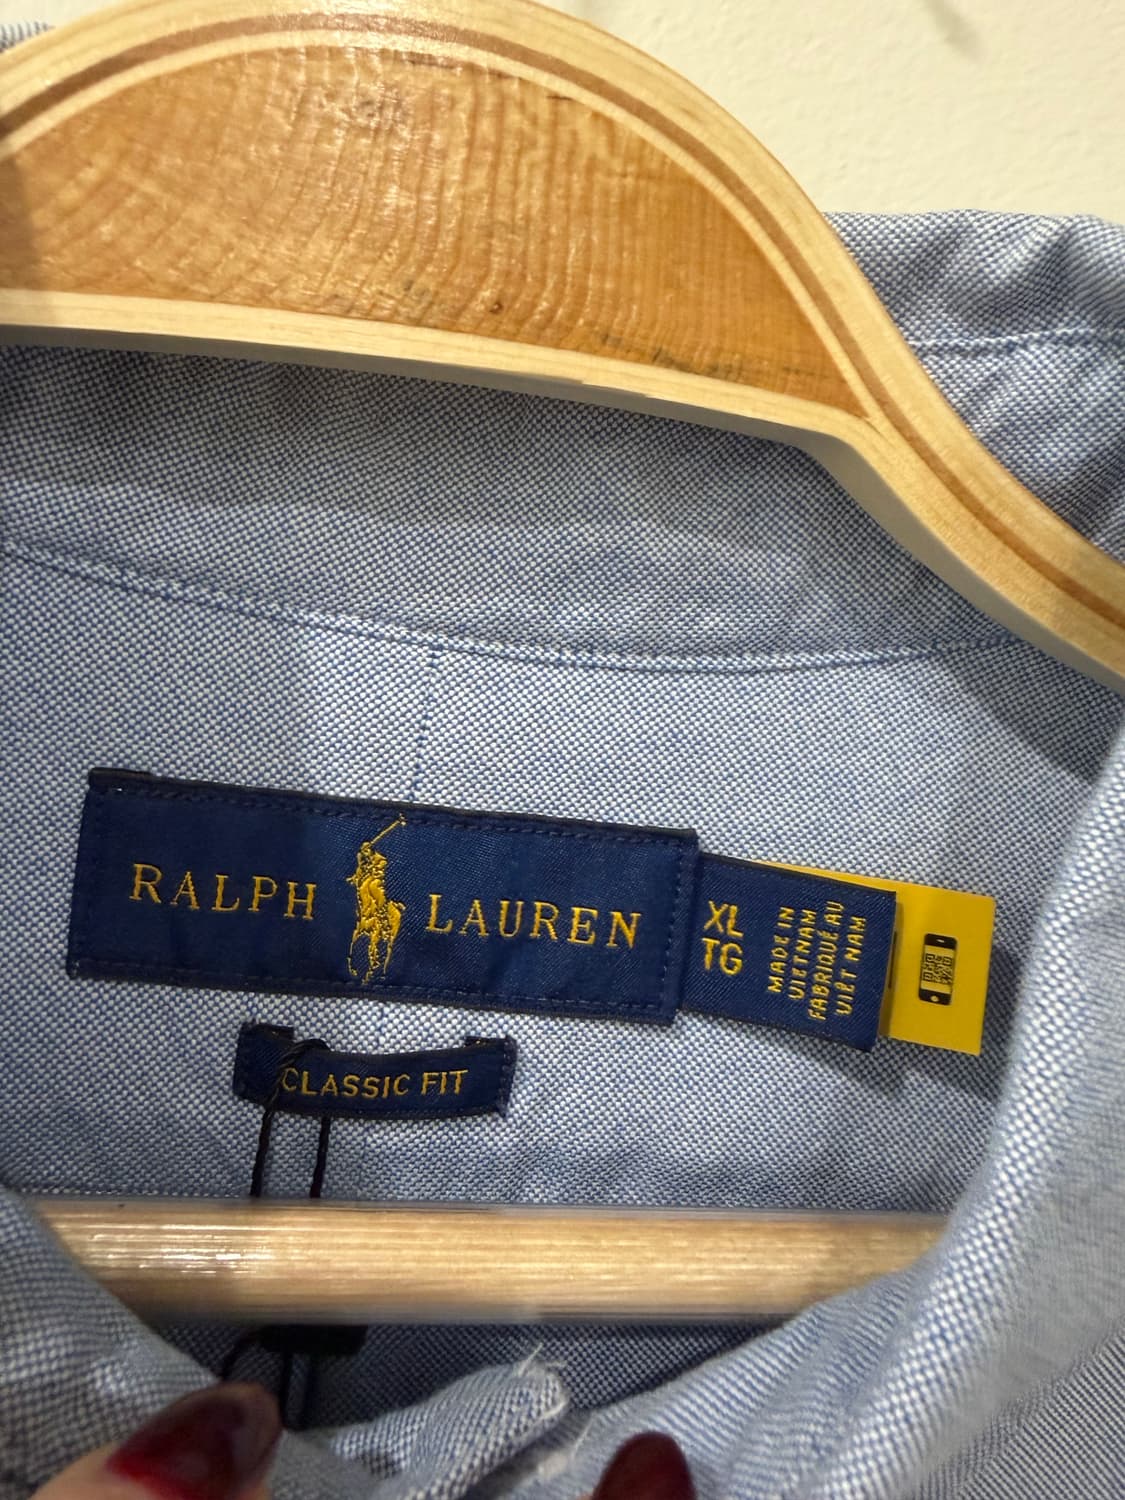 RALPH LAUREN
XL
TG
MADE IN
VIETNAM
FABRIQUÉ AU
VIÊT NAM
CLASSIC FIT